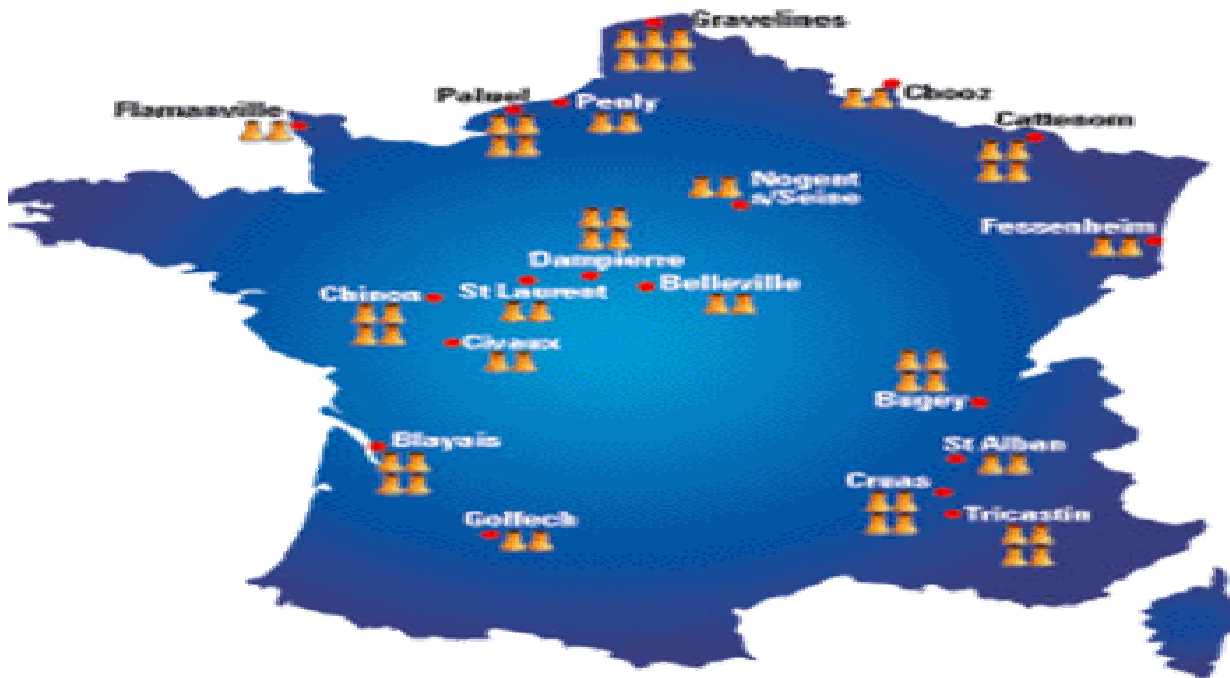 Gravelines
Chooz
Paluel
Penly
Flamanville
Cattenom
Nogent
s/Seine
Fessenheim
Dampierre
Belleville
St Laurent
Chinon
Civaux
Bugey
Blayais
St Alban
Cruas
Tricastin
Golfech